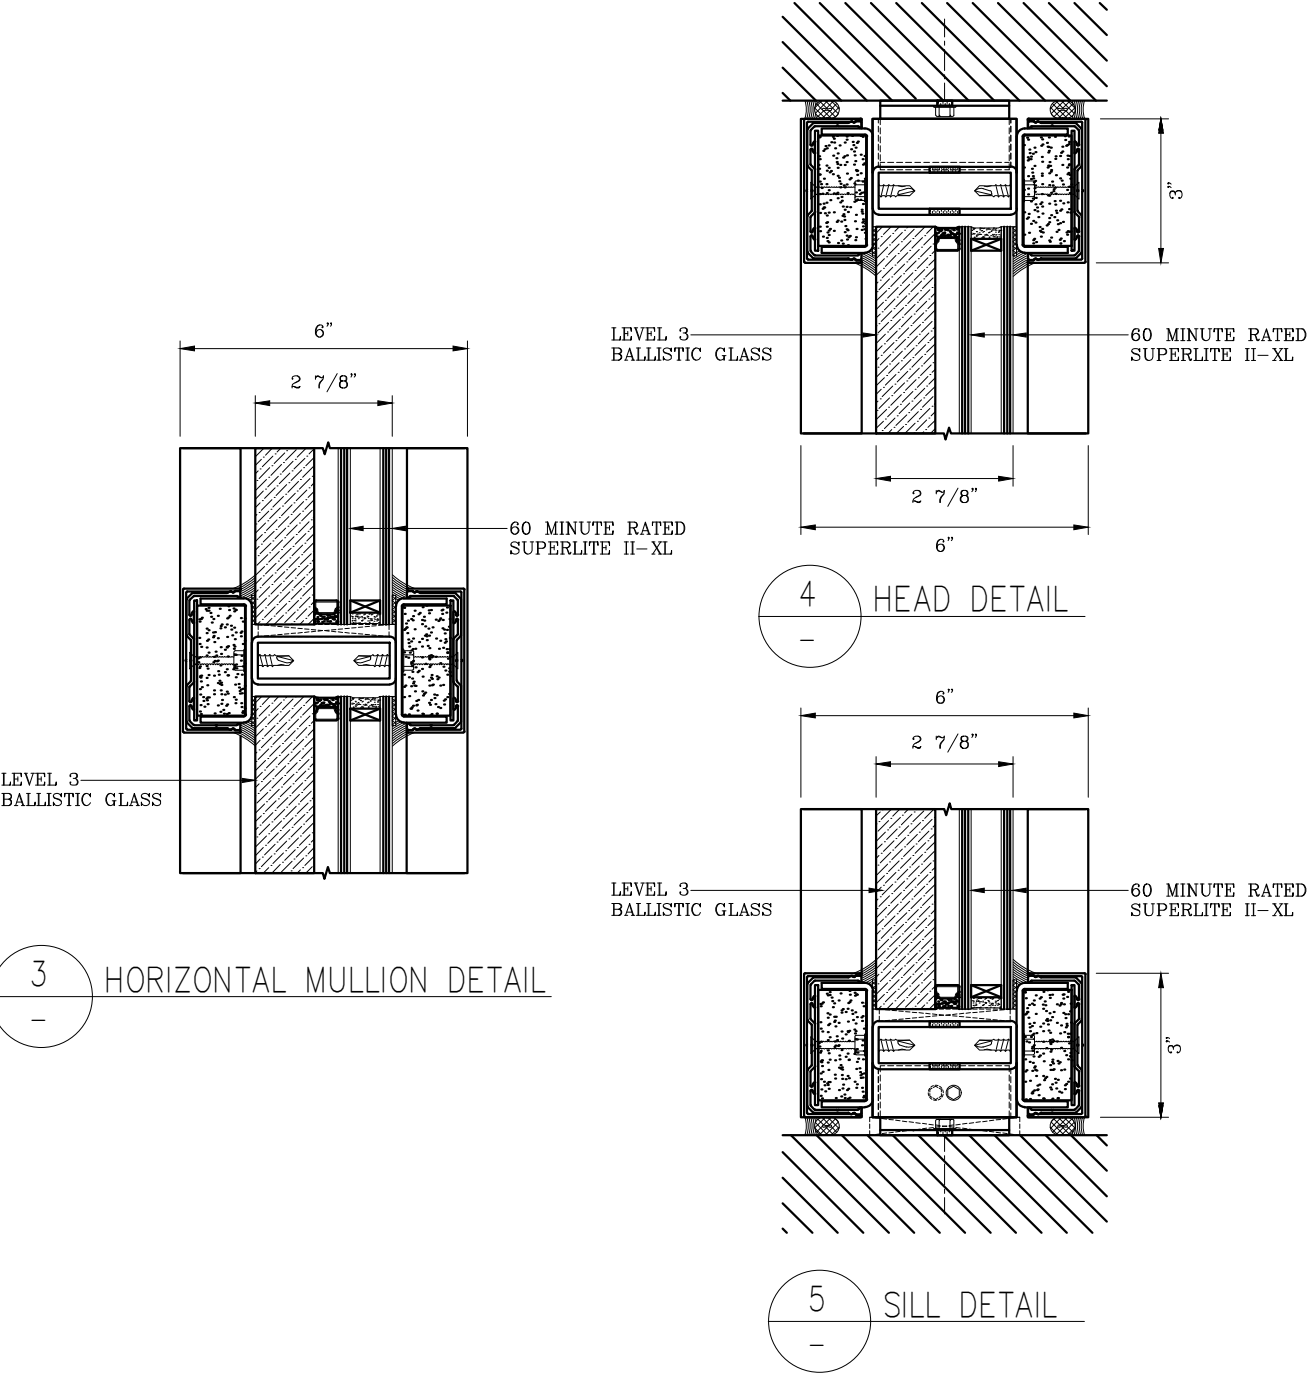 3"
LEVEL 3
BALLISTIC GLASS
60 MINUTE RATED
SUPERLITE II-XL
2 7/8"
6"
4
-
HEAD DETAIL
6"
2 7/8"
60 MINUTE RATED
SUPERLITE II-XL
LEVEL 3
BALLISTIC GLASS
3
-
HORIZONTAL MULLION DETAIL
6"
2 7/8"
LEVEL 3
BALLISTIC GLASS
60 MINUTE RATED
SUPERLITE II-XL
3"
5
-
SILL DETAIL